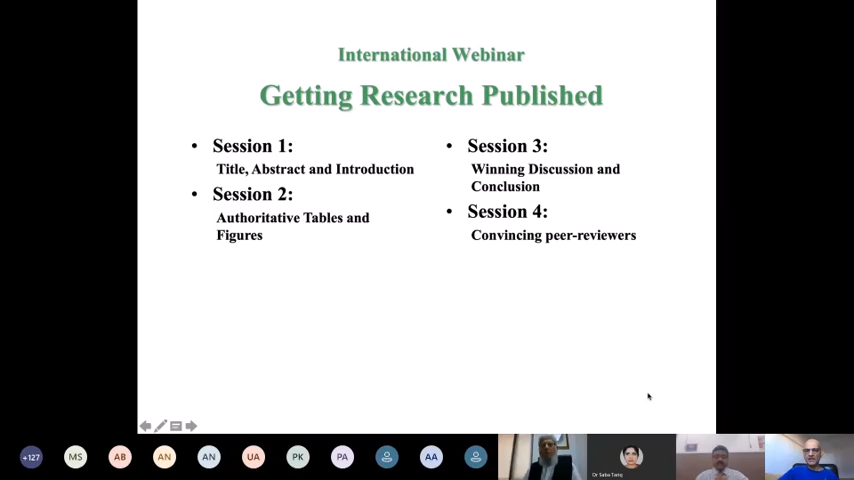 International Webinar
Getting Research Published
• Session 1:
Title, Abstract and Introduction
• Session 2:
Authoritative Tables and
Figures
• Session 3:
Winning Discussion and
Conclusion
• Session 4:
Convincing peer-reviewers
+127
MS
AB
AN
AN
UA
PK
PA
AA
Dr Saira Tariq